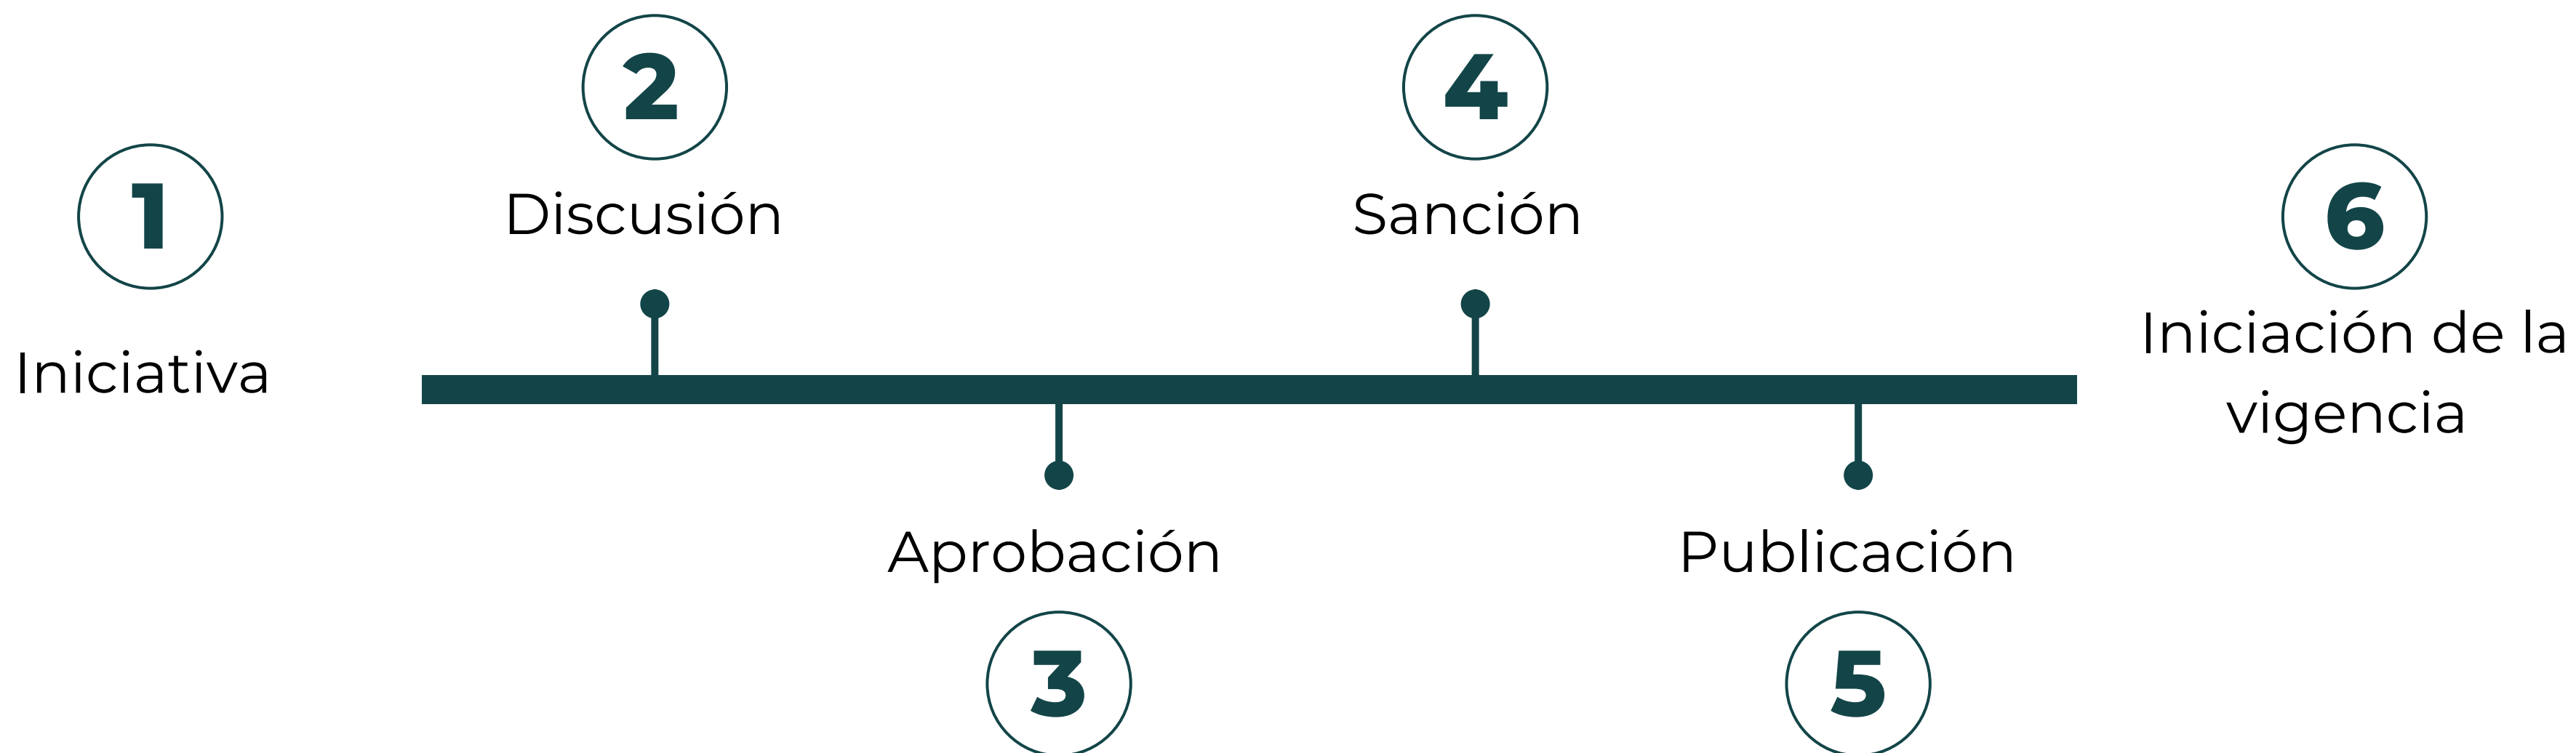 1
Iniciativa
2
Discusión
Aprobación
3
4
Sanción
Publicación
5
6
Iniciación de la
vigencia